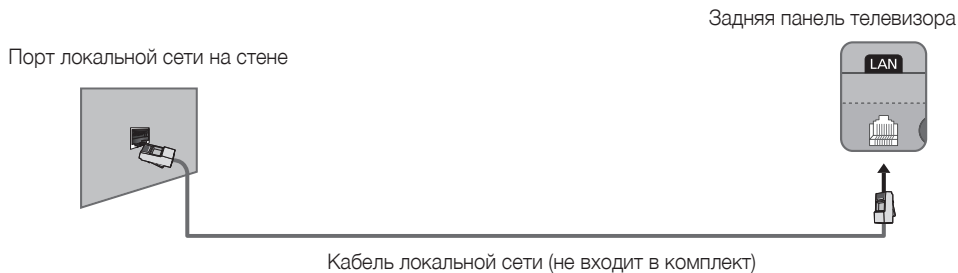 Задняя панель телевизора
Порт локальной сети на стене
LAN
Кабель локальной сети (не входит в комплект)